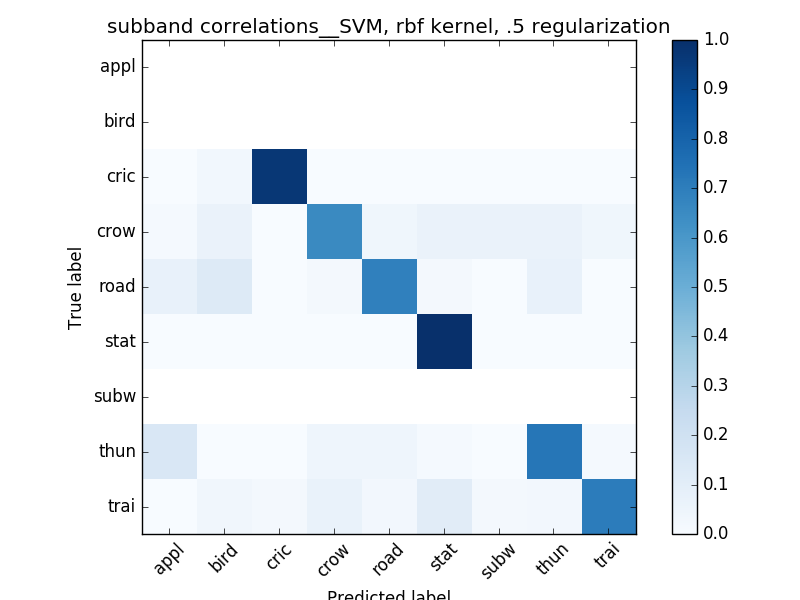 subband correlations__SVM, rbf kernel, .5 regularization
appl
bird
cric
crow
road
stat
subw
thun
trai
True label
appl
bird
cric
crow
road
stat
subw
thun
trai
Predicted label
1.0
0.9
0.8
0.7
0.6
0.5
0.4
0.3
0.2
0.1
0.0